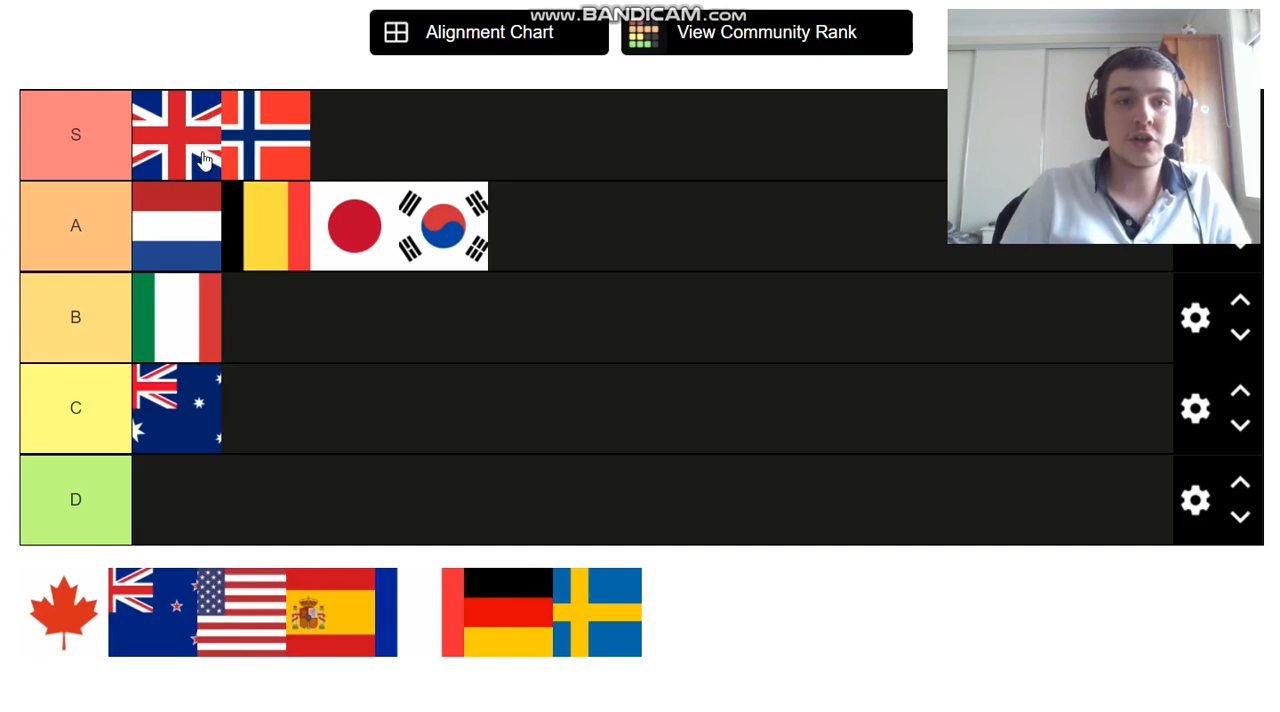 www.BANDICAM.com
Alignment Chart
View Community Rank
S
A
B
C
D